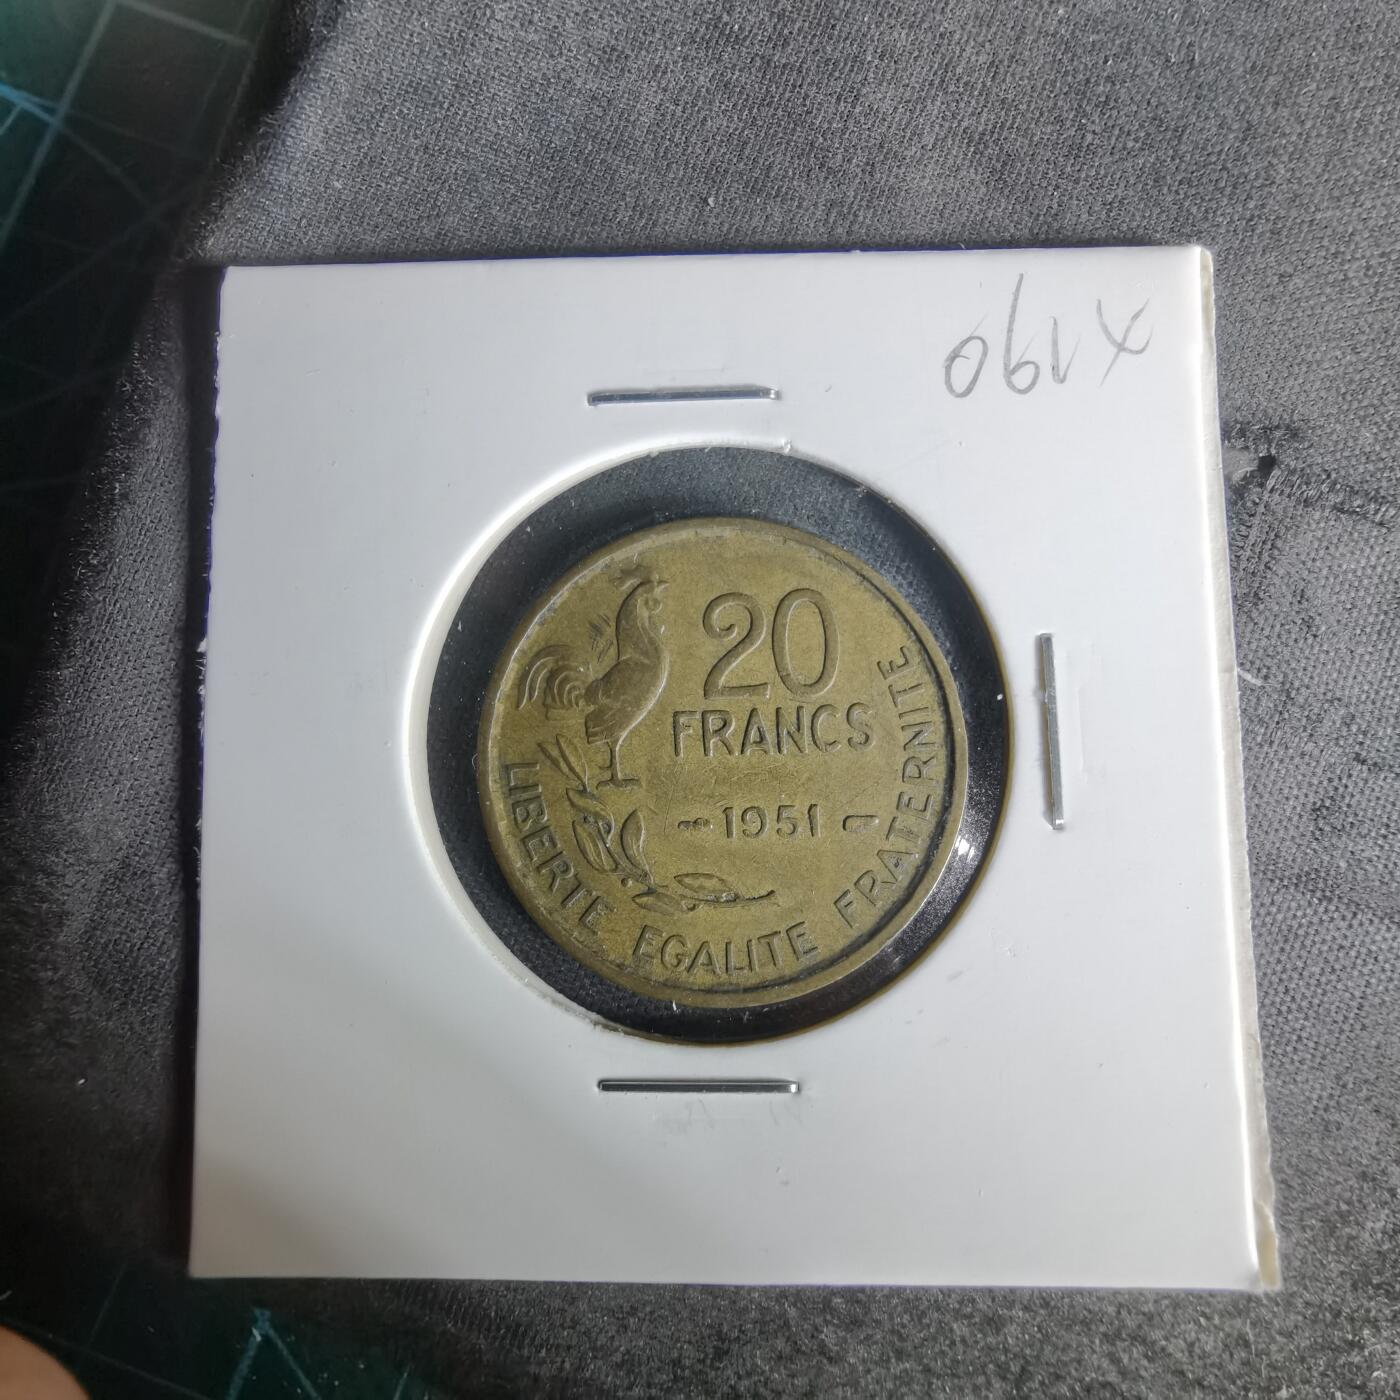 X190
20
FRANCS
1951
LIBERTE EGALITE FRATERNITE